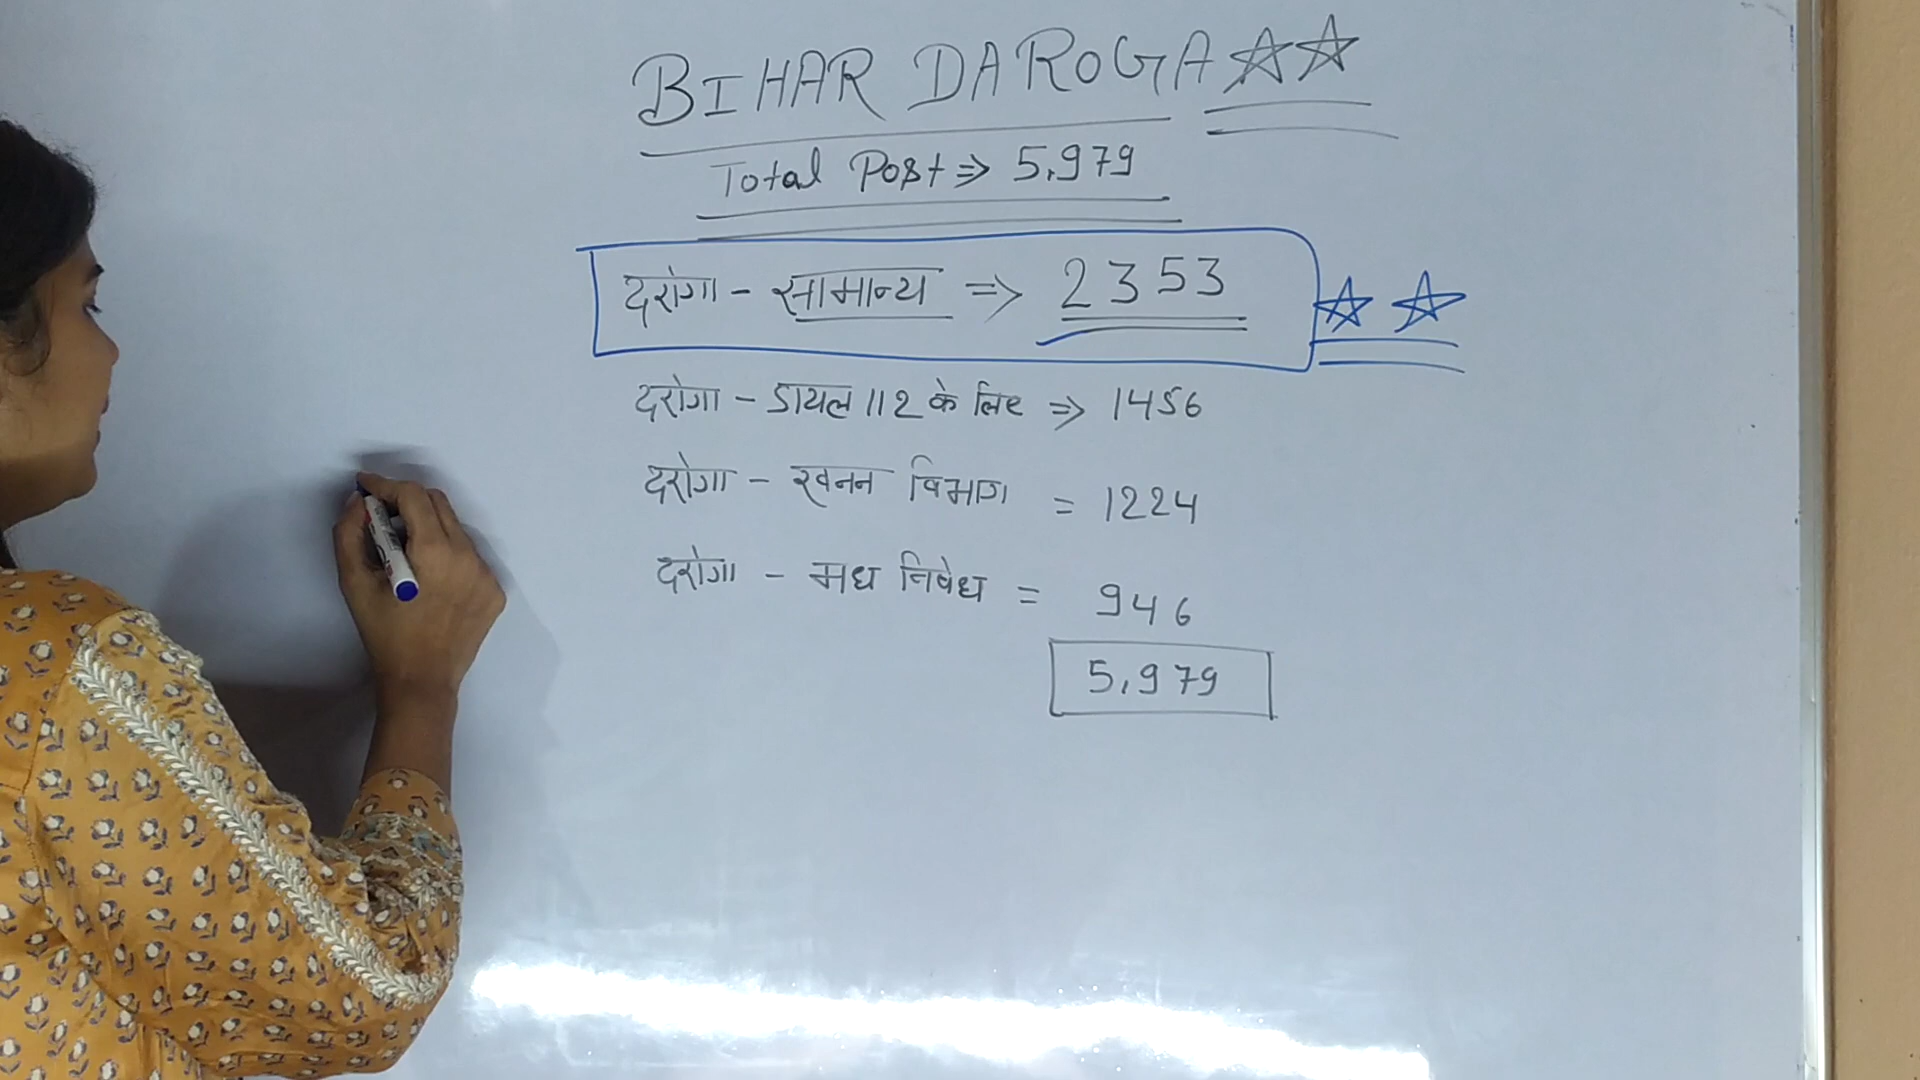 BIHAR DAROGA
Total Post ⇒ 5,979
दरोगा - सामान्य ⇒ 2353
दरोगा - डायल 112 के लिए ⇒ 1456
दरोगा - खनन विभाग = 1224
दरोगा - मध निषेध = 946
5,979